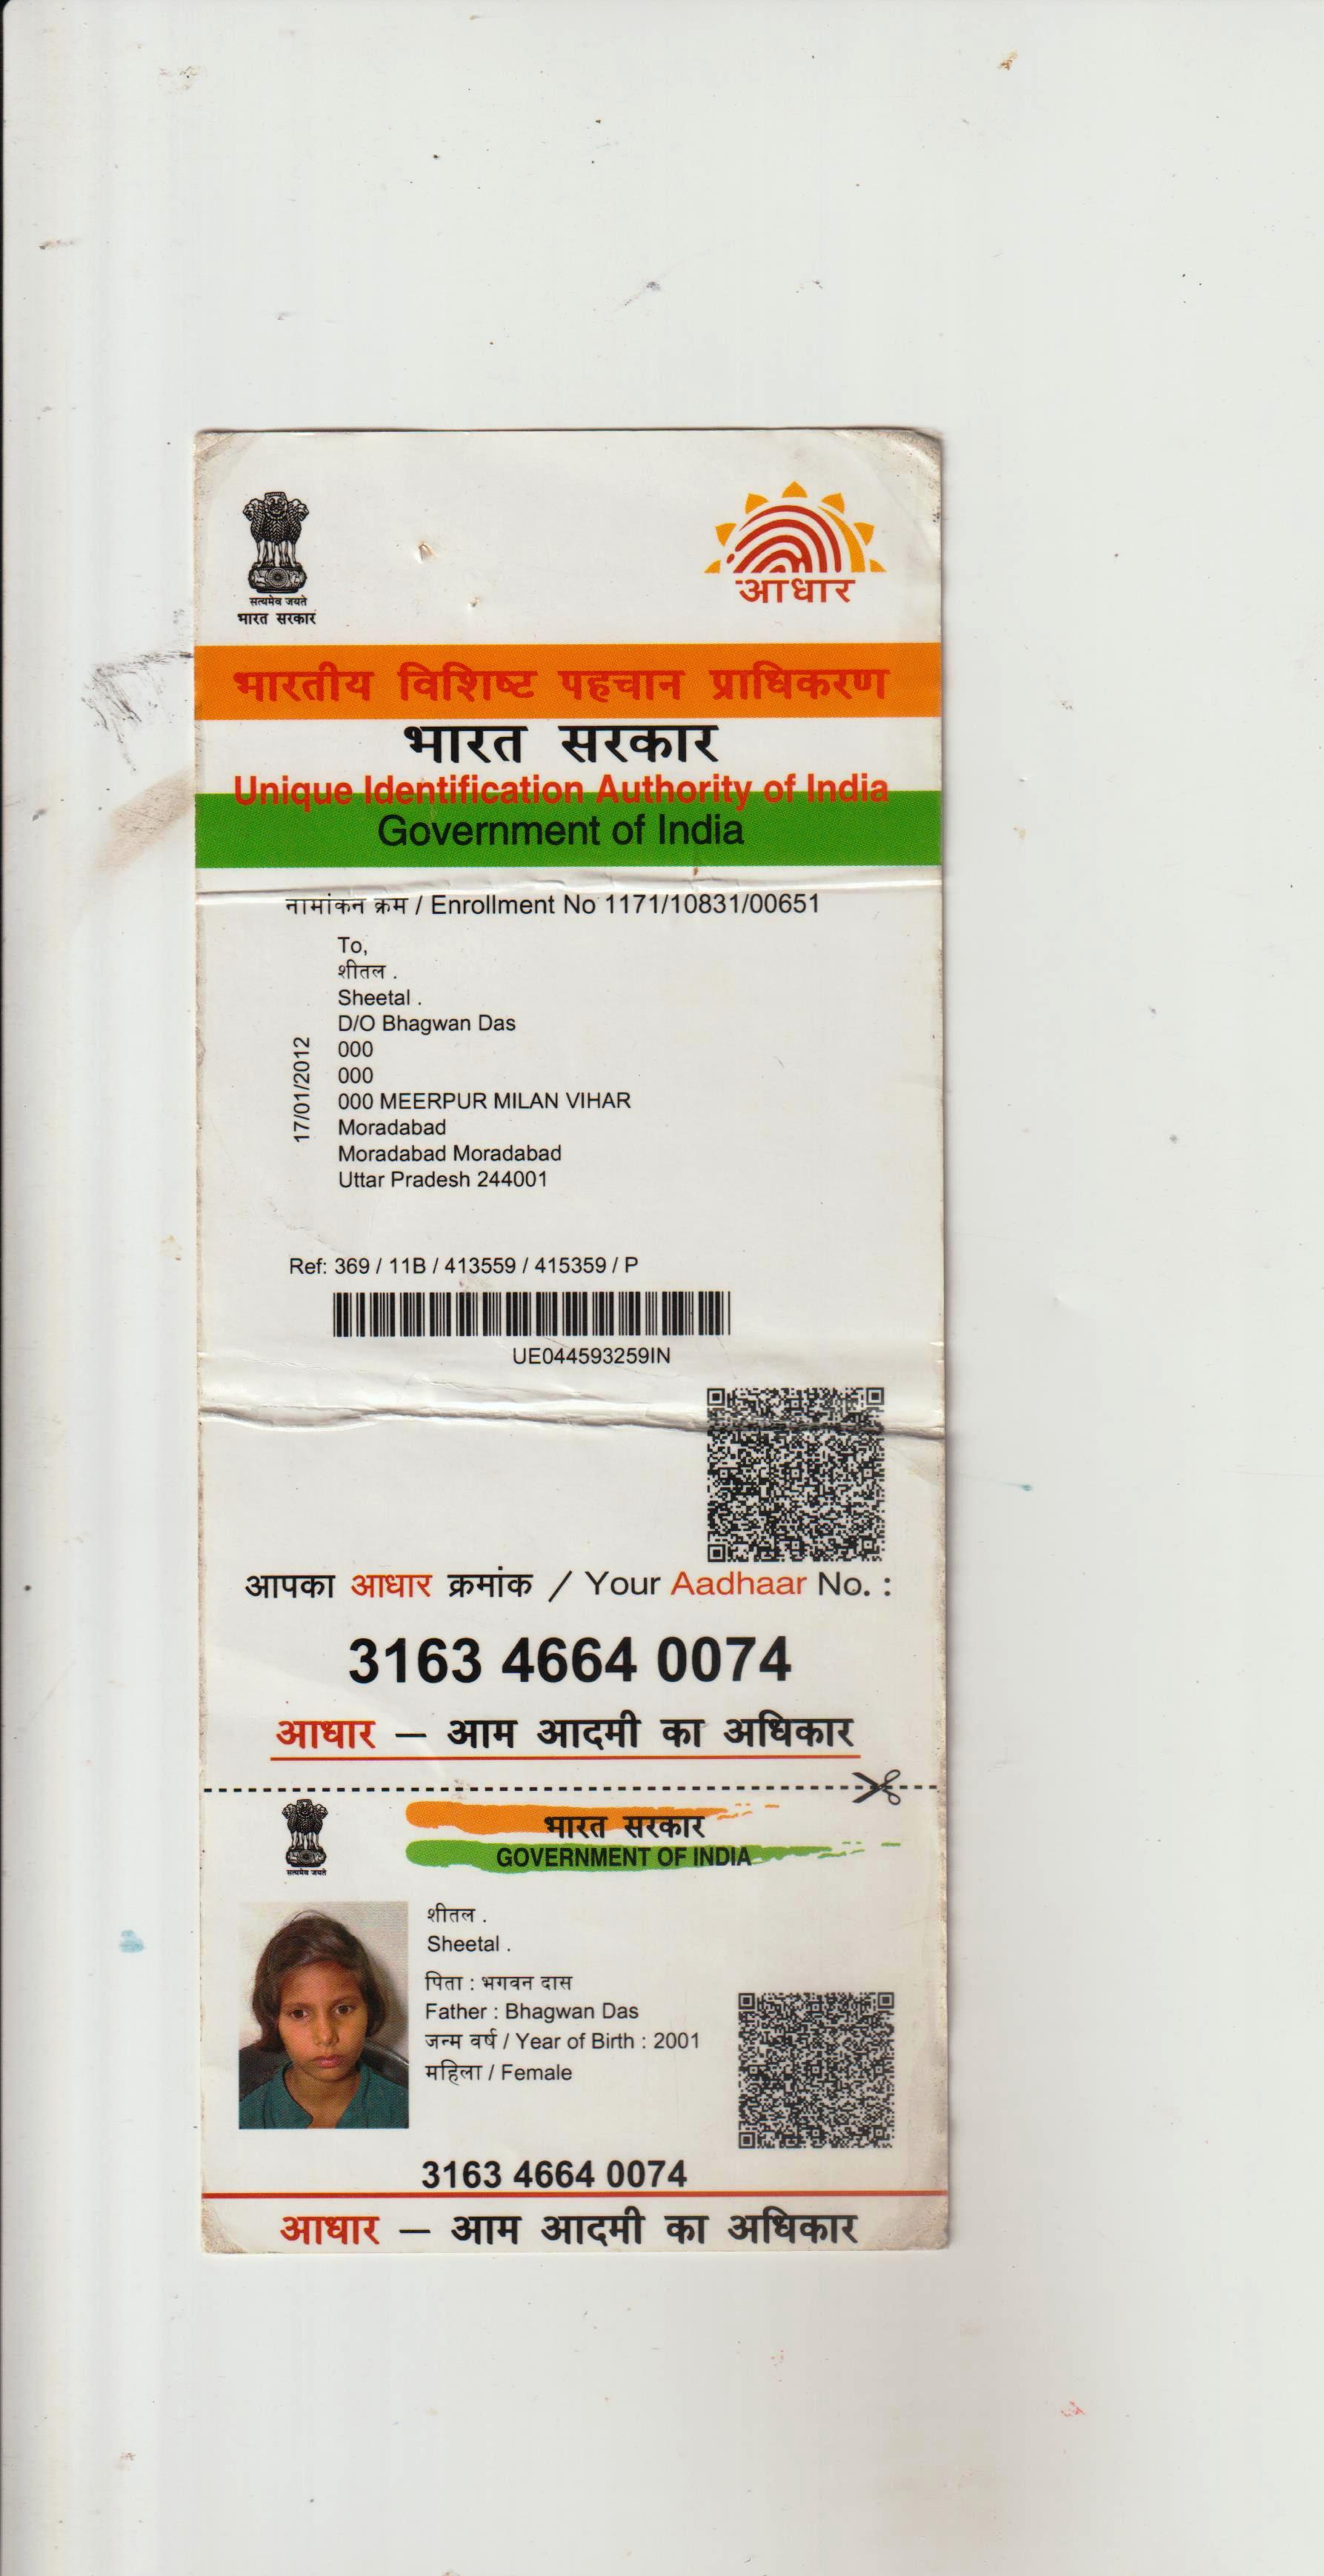 सत्यमेव जयते
भारत सरकार
आधार
भारतीय विशिष्ट पहचान प्राधिकरण
भारत सरकार
Unique Identification Authority of India
Government of India
नामांकन क्रम / Enrollment No 1171/10831/00651
To,
शीतल .
Sheetal .
D/O Bhagwan Das
000
000
000 MEERPUR MILAN VIHAR
Moradabad
Moradabad Moradabad
Uttar Pradesh 244001
17/01/2012
Ref: 369 / 11B / 413559 / 415359 / P
UE044593259IN
आपका आधार क्रमांक / Your Aadhaar No. :
3163 4664 0074
आधार – आम आदमी का अधिकार
भारत सरकार
GOVERNMENT OF INDIA
सत्यमेव जयते
शीतल .
Sheetal .
पिता : भगवन दास
Father : Bhagwan Das
जन्म वर्ष / Year of Birth : 2001
महिला / Female
3163 4664 0074
आधार – आम आदमी का अधिकार